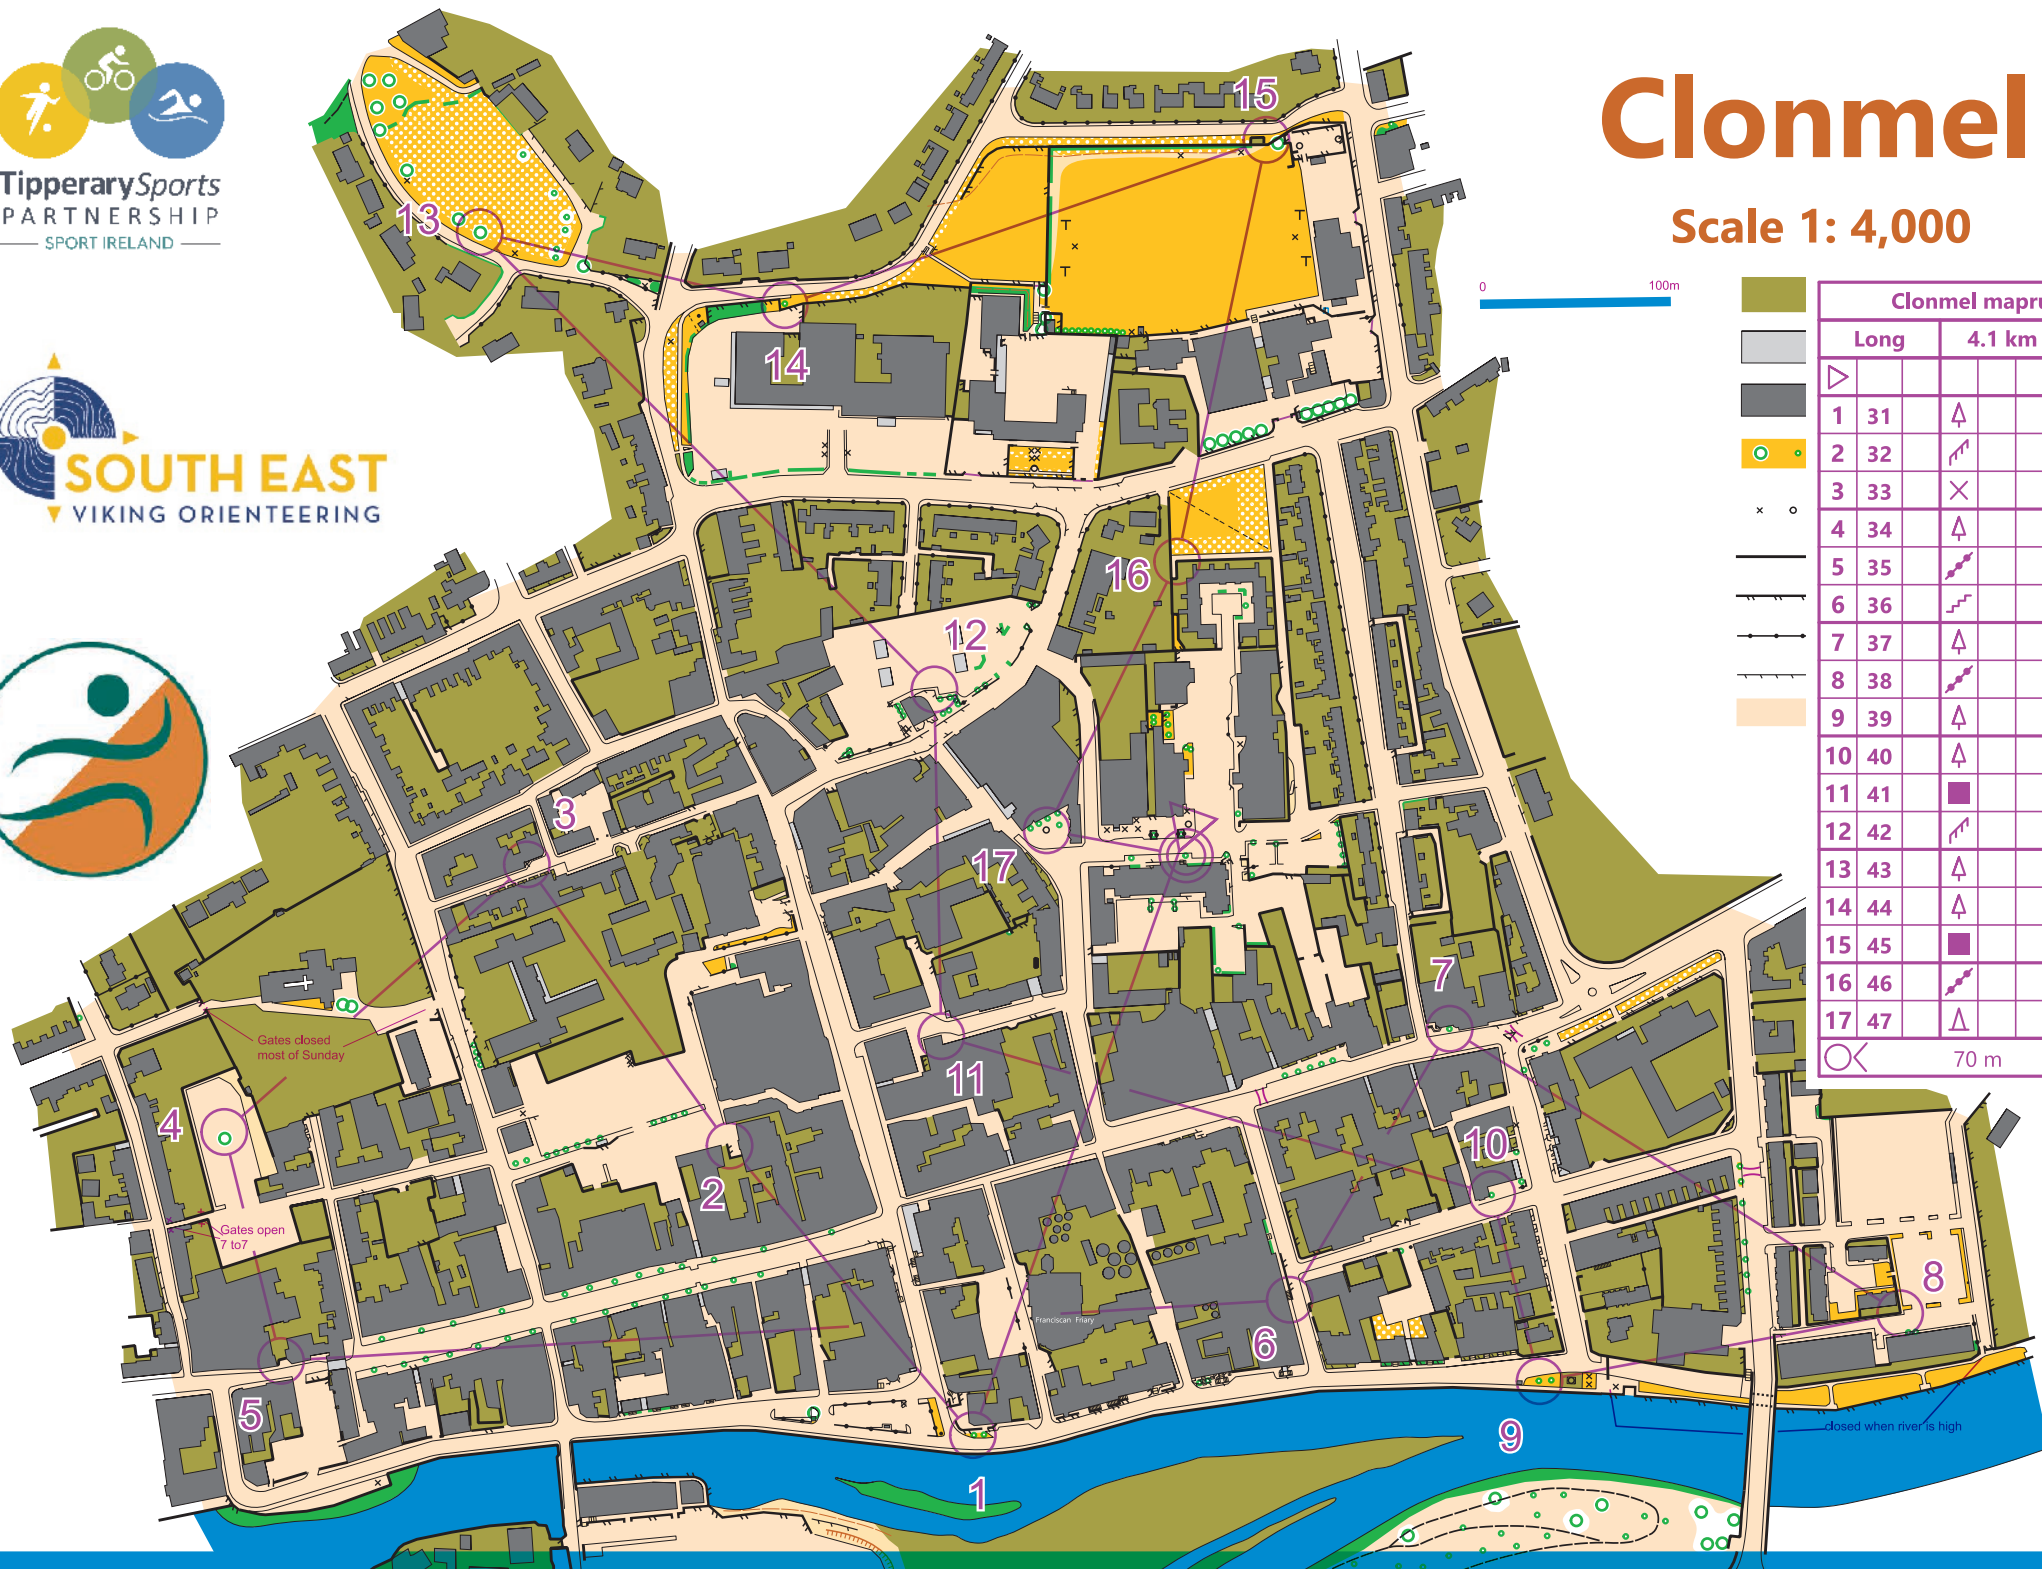 Tipperary Sports
PARTNERSHIP
SPORT IRELAND
SOUTH EAST
VIKING ORIENTEERING
Clonmel
Scale 1: 4,000
0 100m
Clonmel mapru
Long 4.1 km
1 31
2 32
3 33
4 34
5 35
6 36
7 37
8 38
9 39
10 40
11 41
12 42
13 43
14 44
15 45
16 46
17 47
70 m
15
13
14
16
12
3
17
7
Gates closed
most of Sunday
11
4
10
2
Gates open
7 to7
8
Franciscan Friary
6
5
closed when river is high
9
1